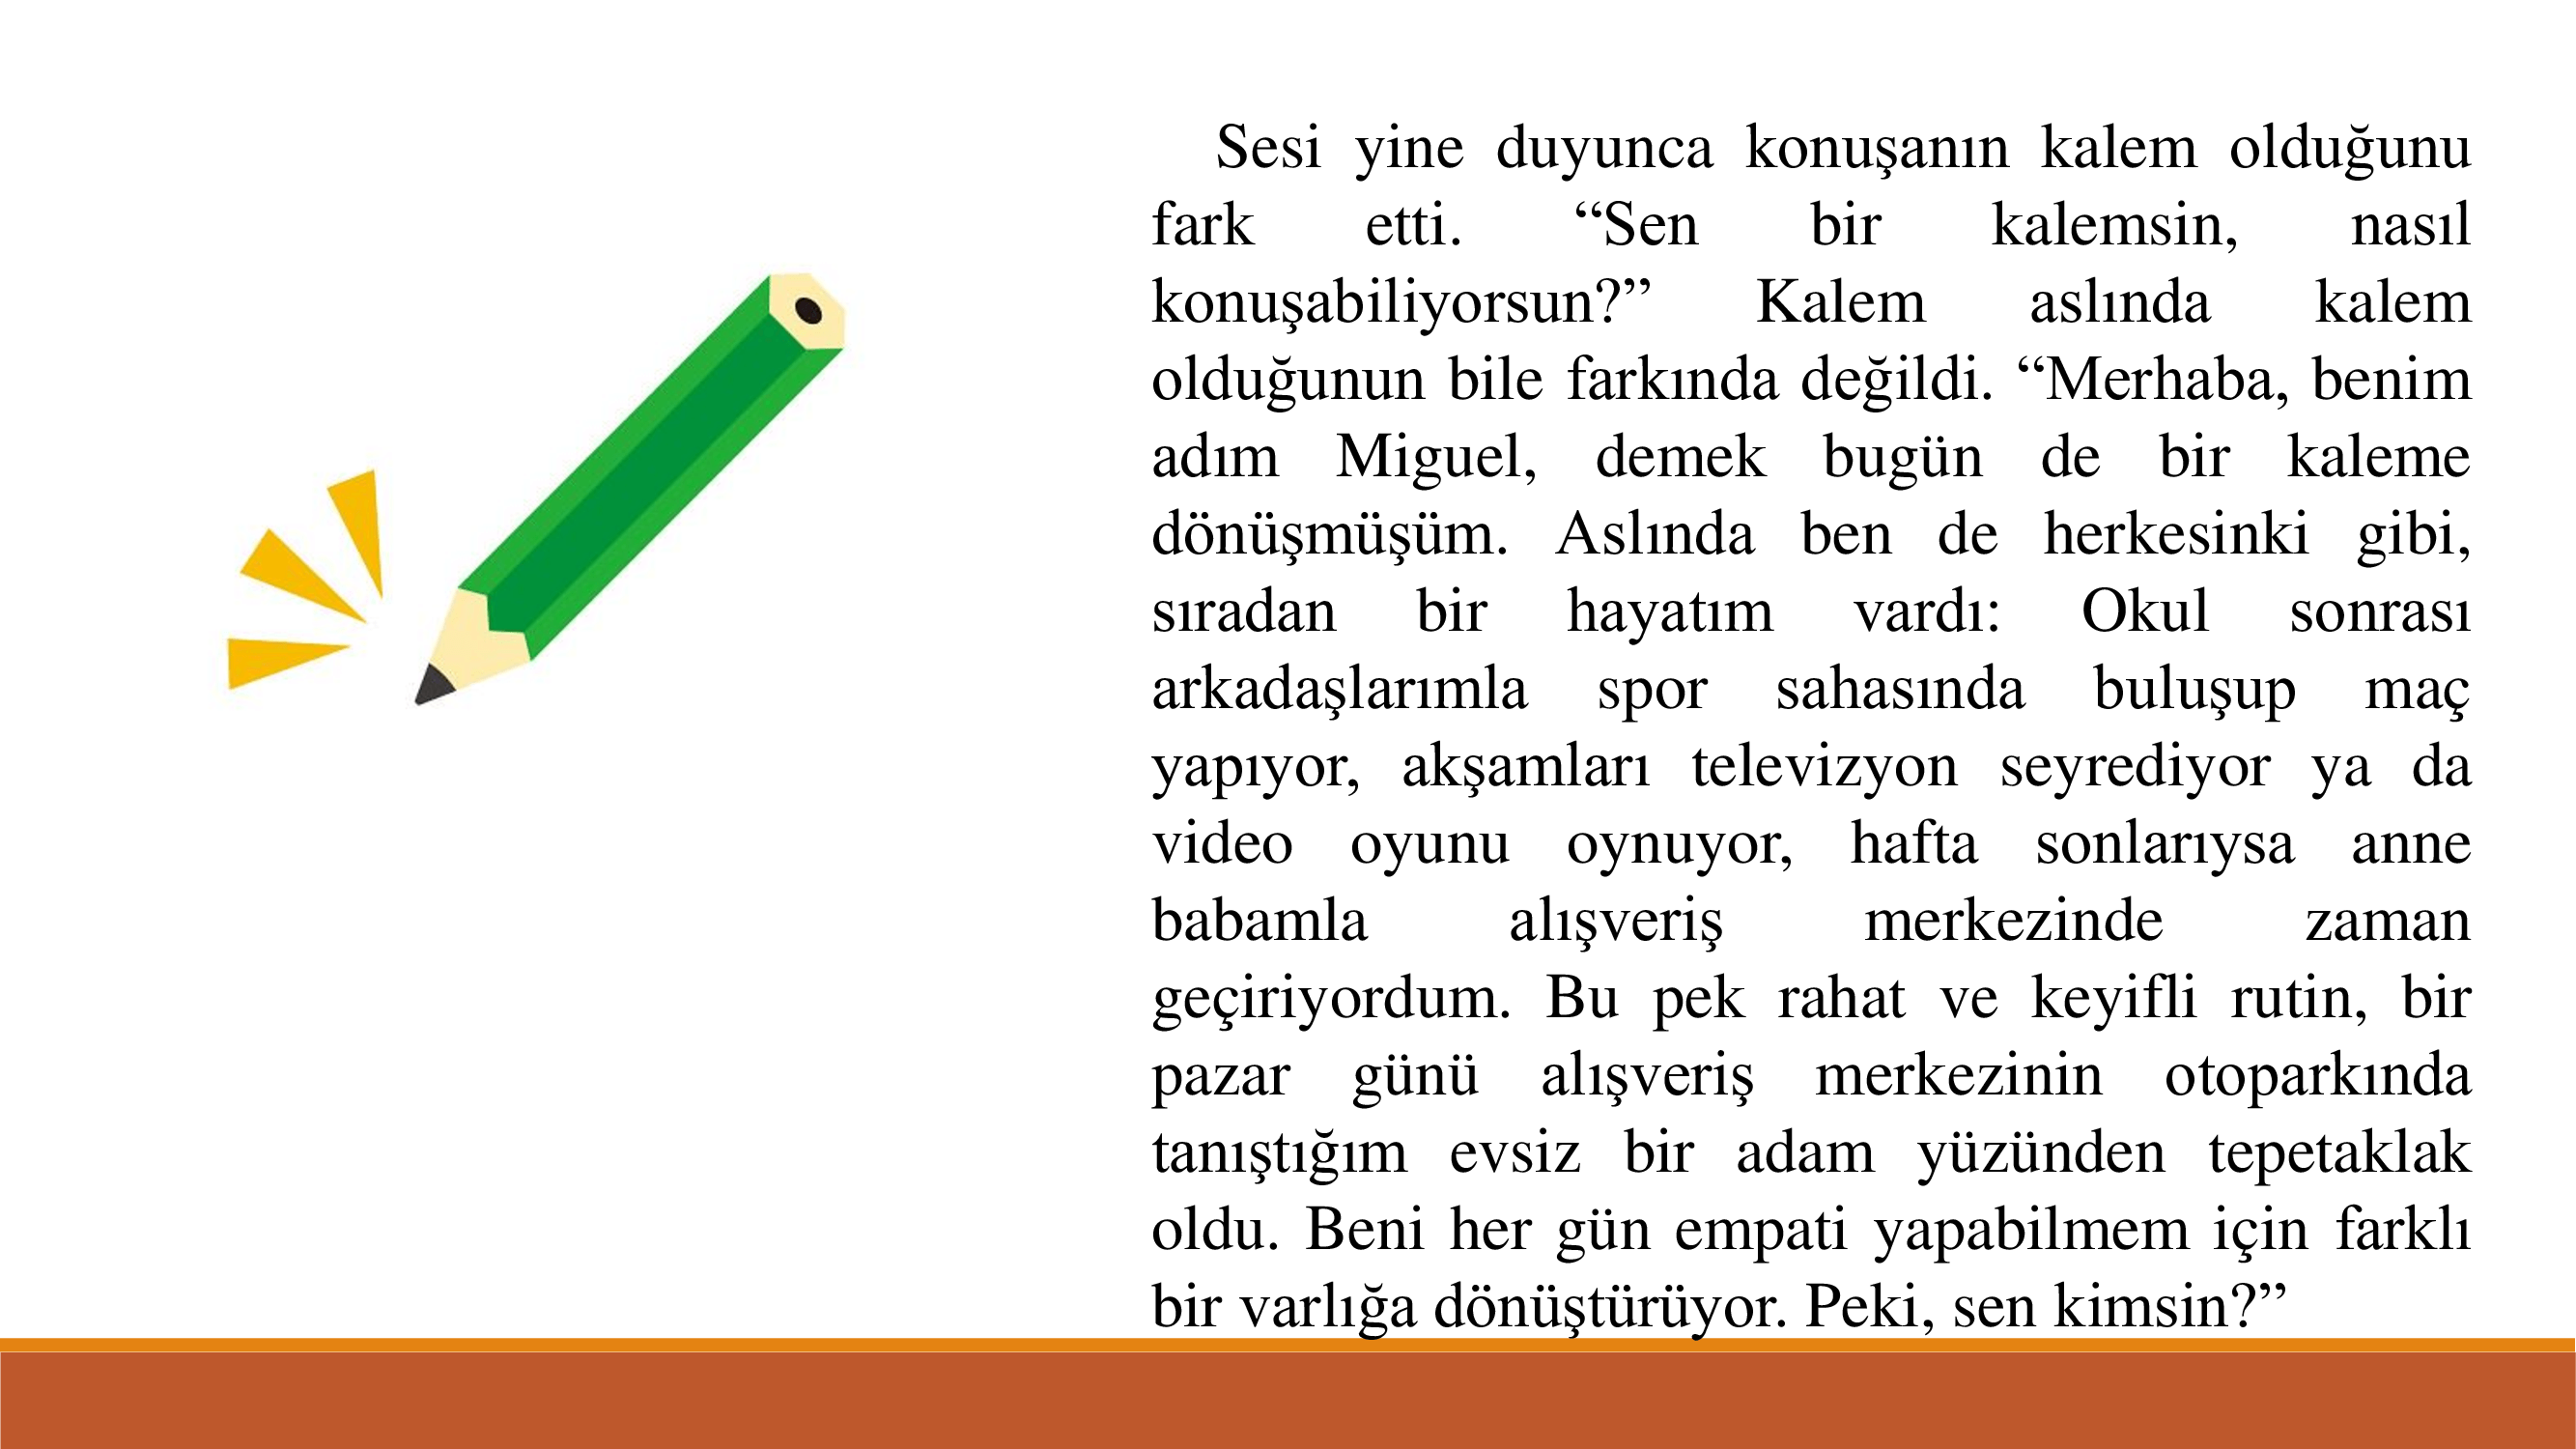 Sesi yine duyunca konuşanın kalem olduğunu
fark etti. “Sen bir kalemsin, nasıl
konuşabiliyorsun?” Kalem aslında kalem
olduğunun bile farkında değildi. “Merhaba, benim
adım Miguel, demek bugün de bir kaleme
dönüşmüşüm. Aslında ben de herkesinki gibi,
sıradan bir hayatım vardı: Okul sonrası
arkadaşlarımla spor sahasında buluşup maç
yapıyor, akşamları televizyon seyrediyor ya da
video oyunu oynuyor, hafta sonlarıysa anne
babamla alışveriş merkezinde zaman
geçiriyordum. Bu pek rahat ve keyifli rutin, bir
pazar günü alışveriş merkezinin otoparkında
tanıştığım evsiz bir adam yüzünden tepetaklak
oldu. Beni her gün empati yapabilmem için farklı
bir varlığa dönüştürüyor. Peki, sen kimsin?”